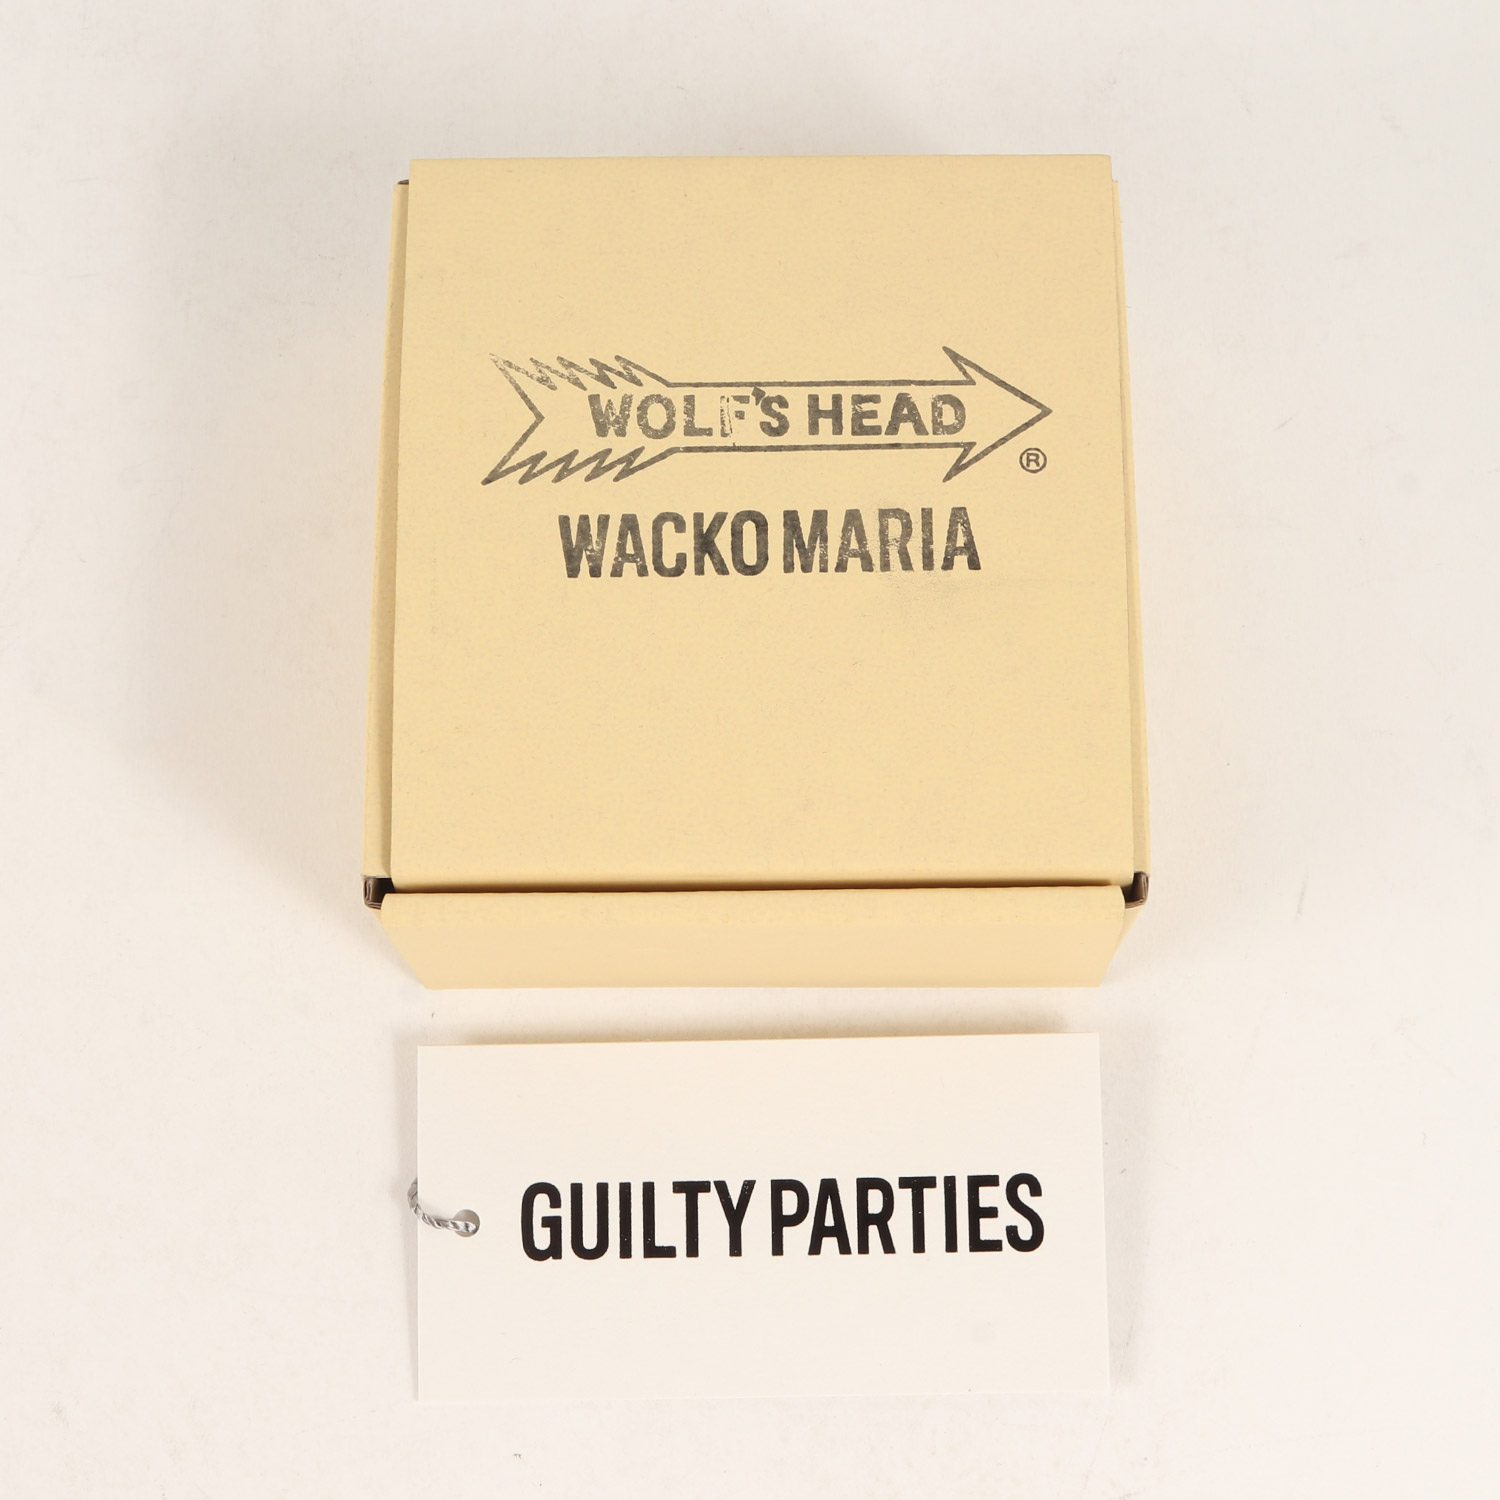 WOLF'S HEAD
®
WACKO MARIA
GUILTY PARTIES